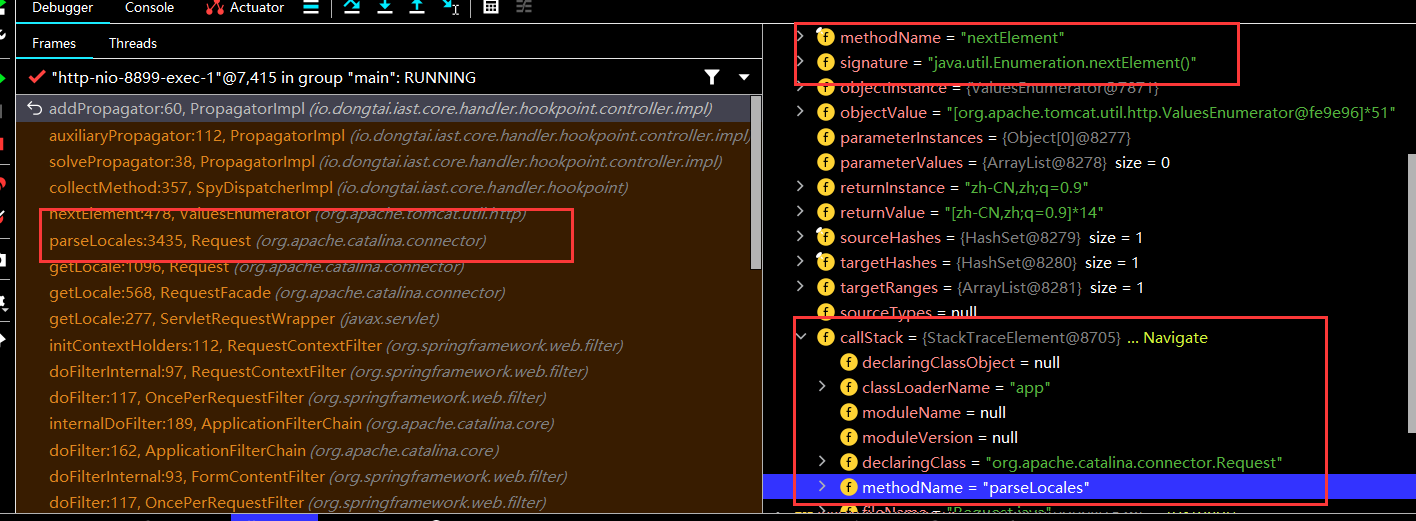 Debugger Console Actuator
Frames Threads
"http-nio-8899-exec-1"@7,415 in group "main": RUNNING
addPropagator:60, PropagatorImpl (io.dongtai.iast.core.handler.hookpoint.controller.impl)
auxiliaryPropagator:112, PropagatorImpl (io.dongtai.iast.core.handler.hookpoint.controller.impl)
solvePropagator:38, PropagatorImpl (io.dongtai.iast.core.handler.hookpoint.controller.impl)
collectMethod:357, SpyDispatcherImpl (io.dongtai.iast.core.handler.hookpoint)
nextElement:478, ValuesEnumerator (org.apache.tomcat.util.http)
parseLocales:3435, Request (org.apache.catalina.connector)
getLocale:1096, Request (org.apache.catalina.connector)
getLocale:568, RequestFacade (org.apache.catalina.connector)
getLocale:277, ServletRequestWrapper (javax.servlet)
initContextHolders:112, RequestContextFilter (org.springframework.web.filter)
doFilterInternal:97, RequestContextFilter (org.springframework.web.filter)
doFilter:117, OncePerRequestFilter (org.springframework.web.filter)
internalDoFilter:189, ApplicationFilterChain (org.apache.catalina.core)
doFilter:162, ApplicationFilterChain (org.apache.catalina.core)
doFilterInternal:93, FormContentFilter (org.springframework.web.filter)
doFilter:117, OncePerRequestFilter (org.springframework.web.filter)
methodName = "nextElement"
signature = "java.util.Enumeration.nextElement()"
objectInstance = {ValuesEnumerator@7871}
objectValue = "[org.apache.tomcat.util.http.ValuesEnumerator@fe9e96]*51"
parameterInstances = {Object[0]@8277}
parameterValues = {ArrayList@8278} size = 0
returnInstance = "zh-CN,zh;q=0.9"
returnValue = "[zh-CN,zh;q=0.9]*14"
sourceHashes = {HashSet@8279} size = 1
targetHashes = {HashSet@8280} size = 1
targetRanges = {ArrayList@8281} size = 1
sourceTypes = null
callStack = {StackTraceElement@8705} ... Navigate
declaringClassObject = null
classLoaderName = "app"
moduleName = null
moduleVersion = null
declaringClass = "org.apache.catalina.connector.Request"
methodName = "parseLocales"
fileName = "Request.java"